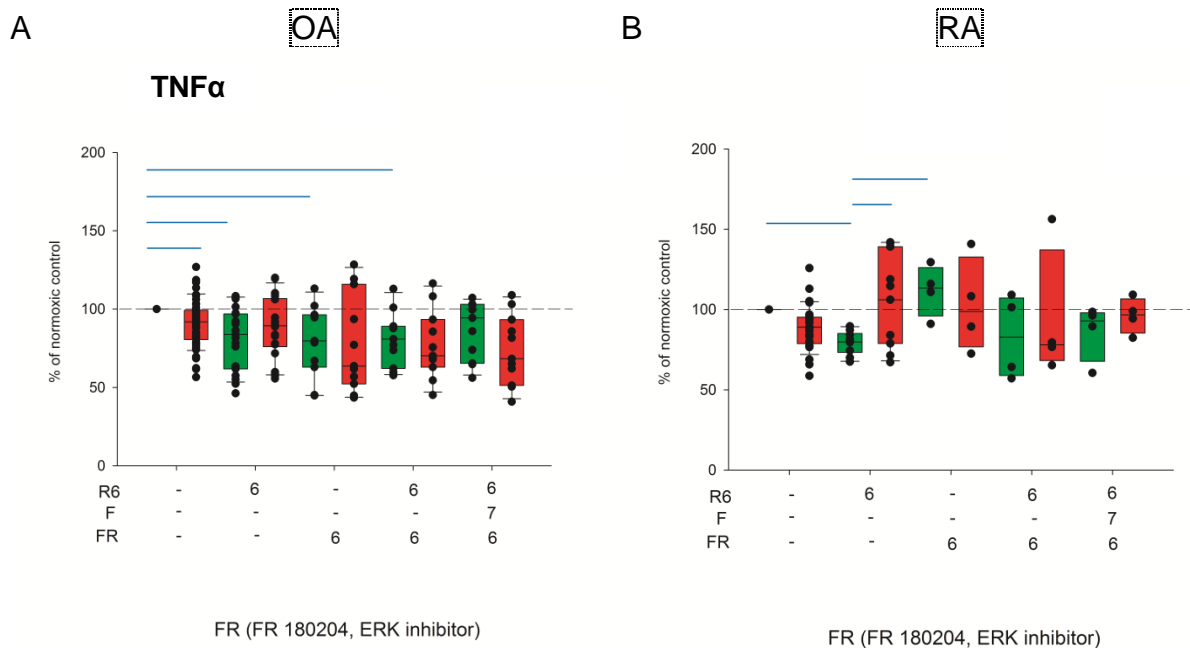 A OA B RA
TNFα
200
150
100
50
0
% of normoxic control
R6 - 6 - 6 6
F - - - - 7
FR - - 6 6 6
FR (FR 180204, ERK inhibitor)
200
150
100
50
0
% of normoxic control
R6 - 6 - 6 6
F - - - - 7
FR - - 6 6 6
FR (FR 180204, ERK inhibitor)